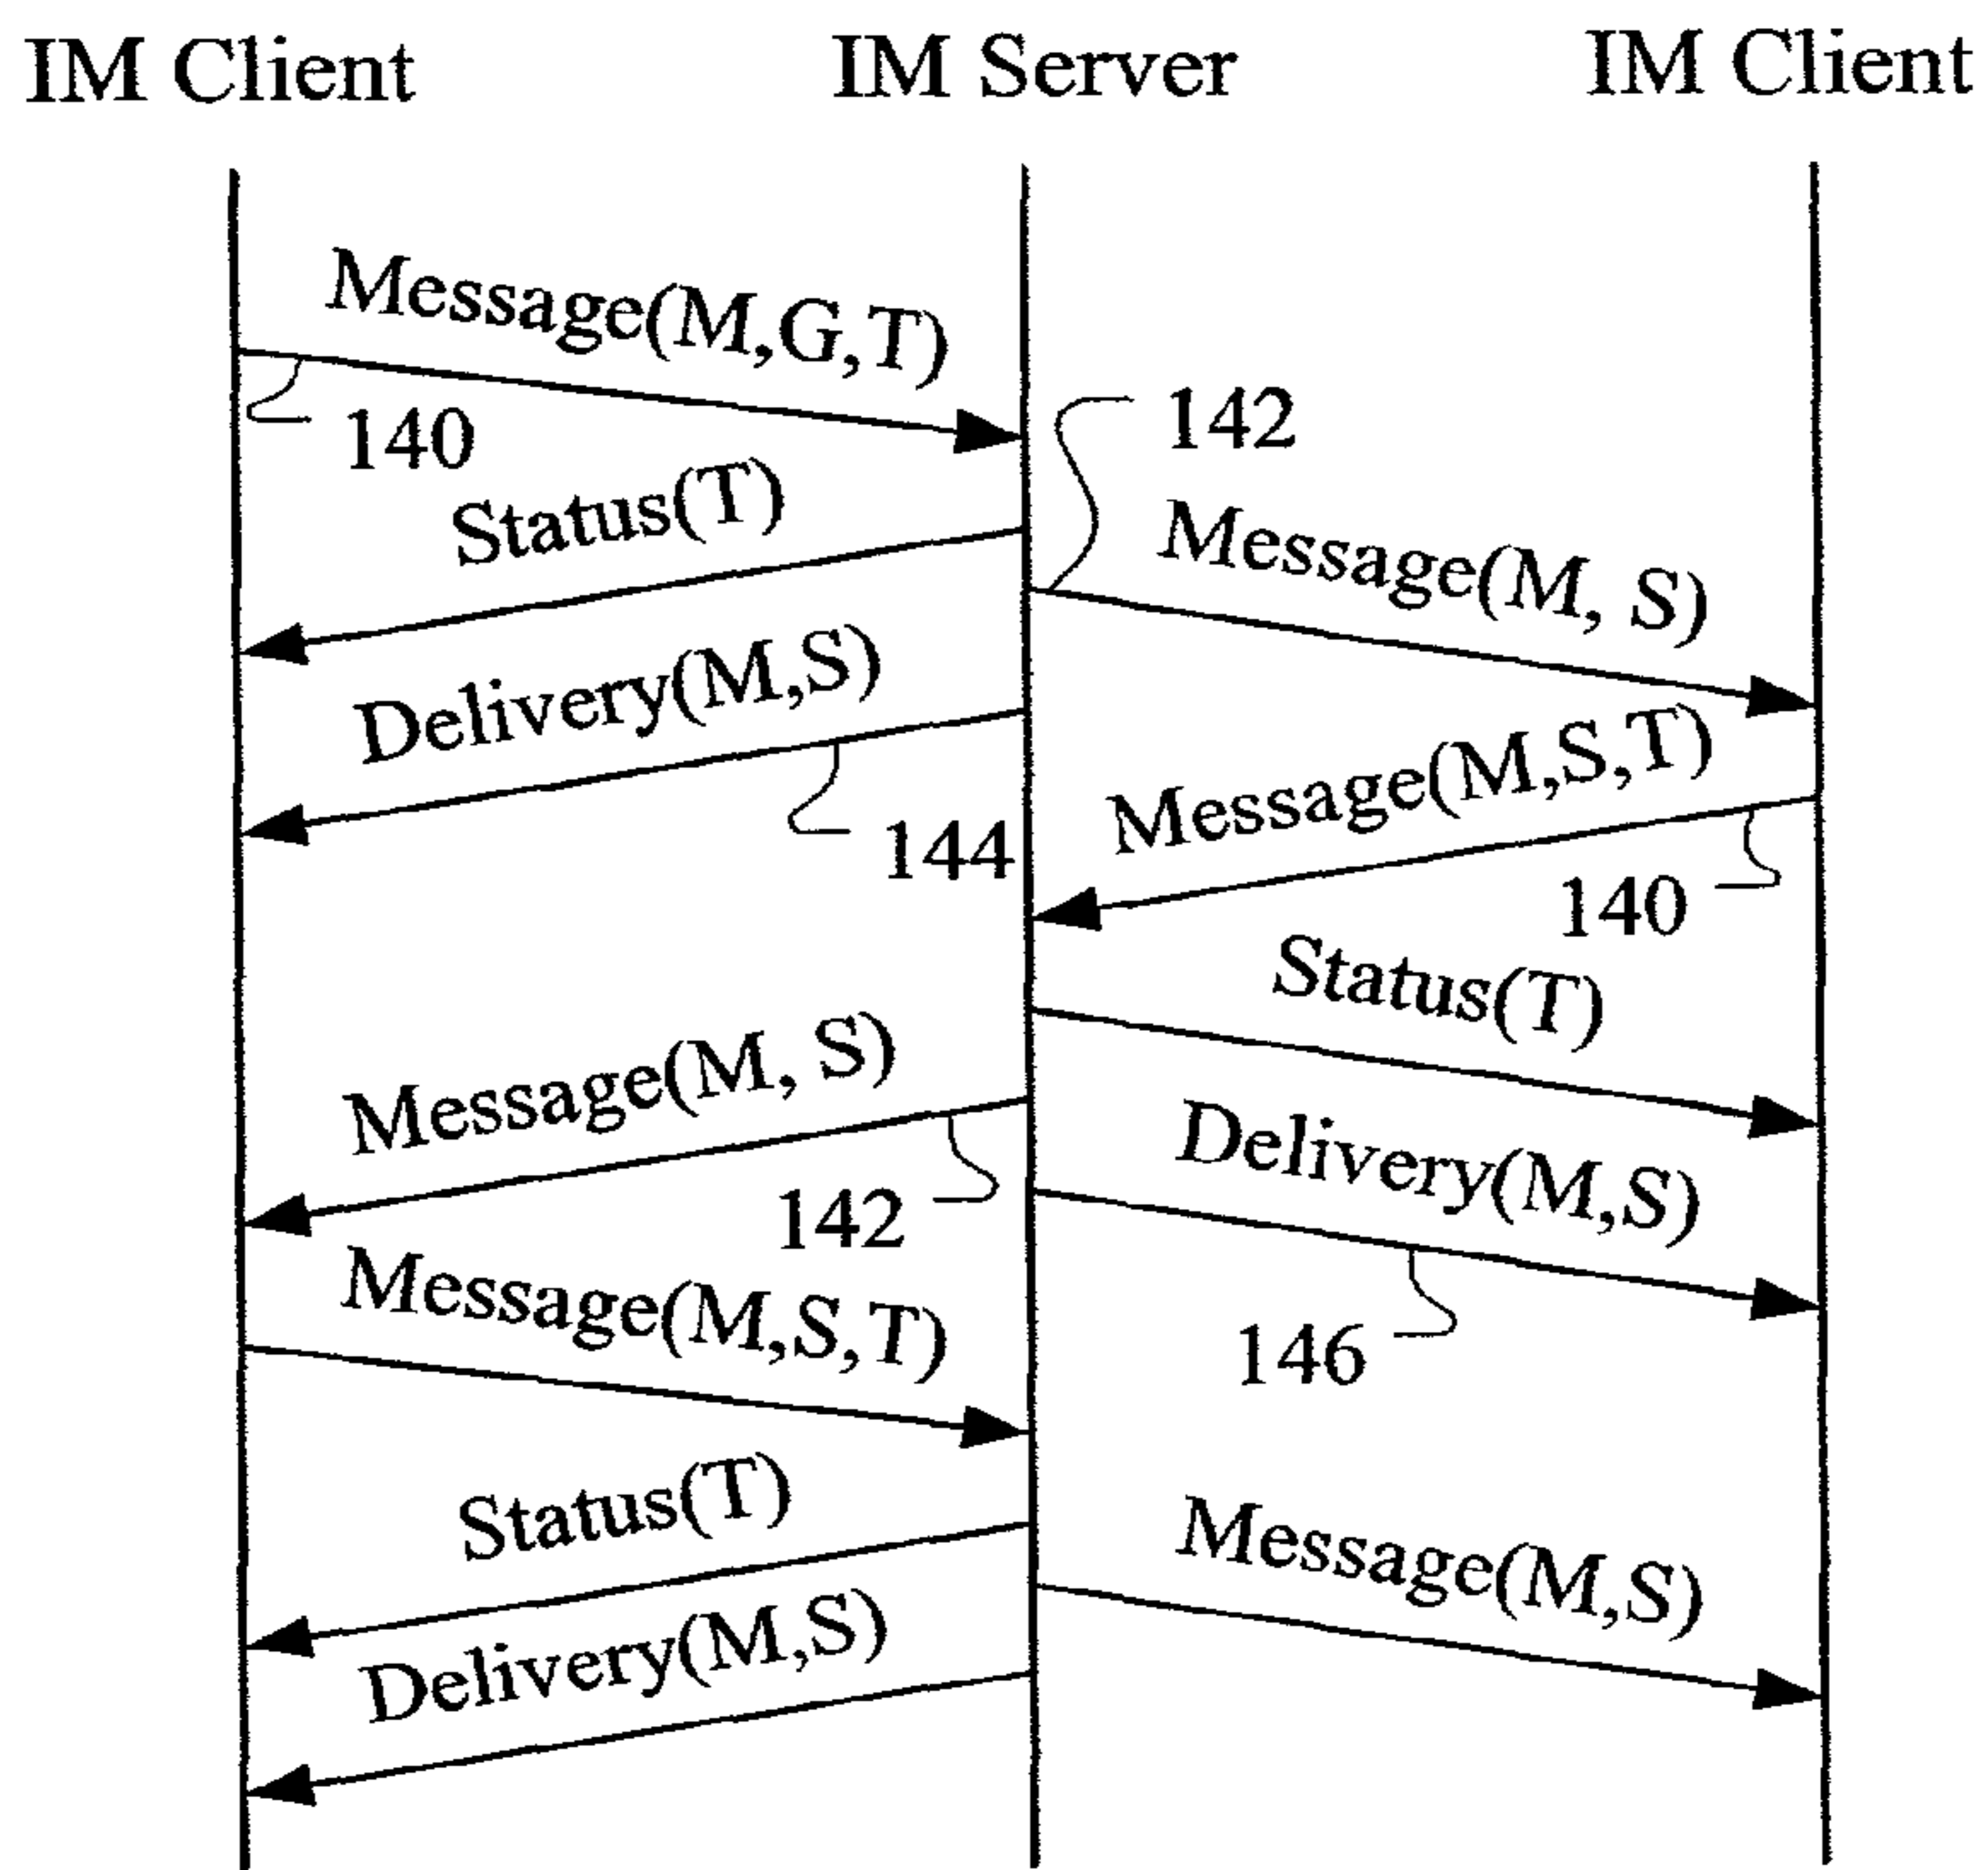 IM Client
IM Server
IM Client
Message(M,G,T)
140
142
Status(T)
Message(M, S)
Delivery(M,S)
144
Message(M,S,T)
140
Status(T)
Message(M, S)
142
Delivery(M,S)
146
Message(M,S,T)
Status(T)
Message(M,S)
Delivery(M,S)